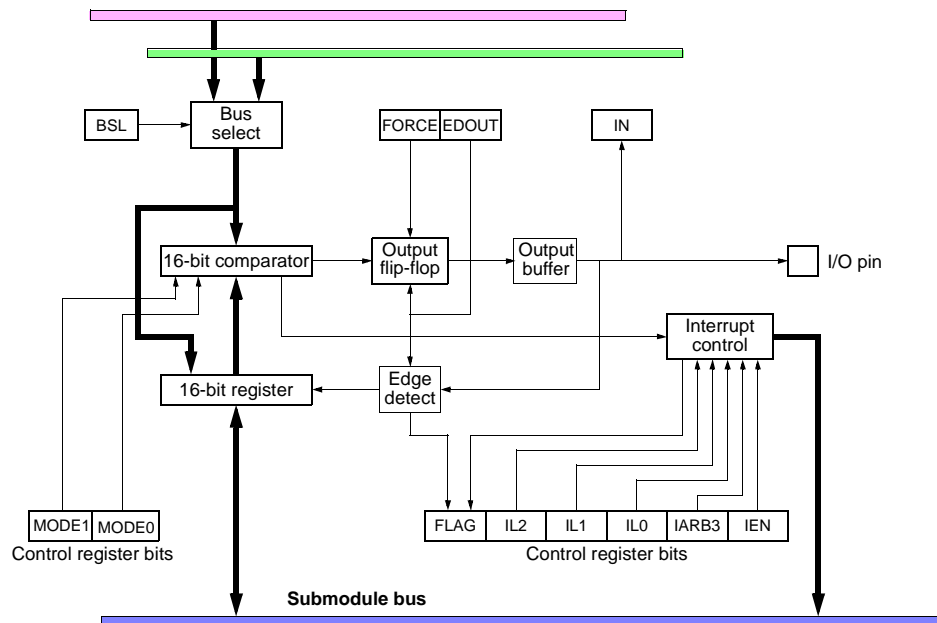 BSL
Bus
select
FORCE
EDOUT
IN
16-bit comparator
Output
flip-flop
Output
buffer
I/O pin
Interrupt
control
16-bit register
Edge
detect
MODE1
MODE0
Control register bits
FLAG
IL2
IL1
IL0
IARB3
IEN
Control register bits
Submodule bus